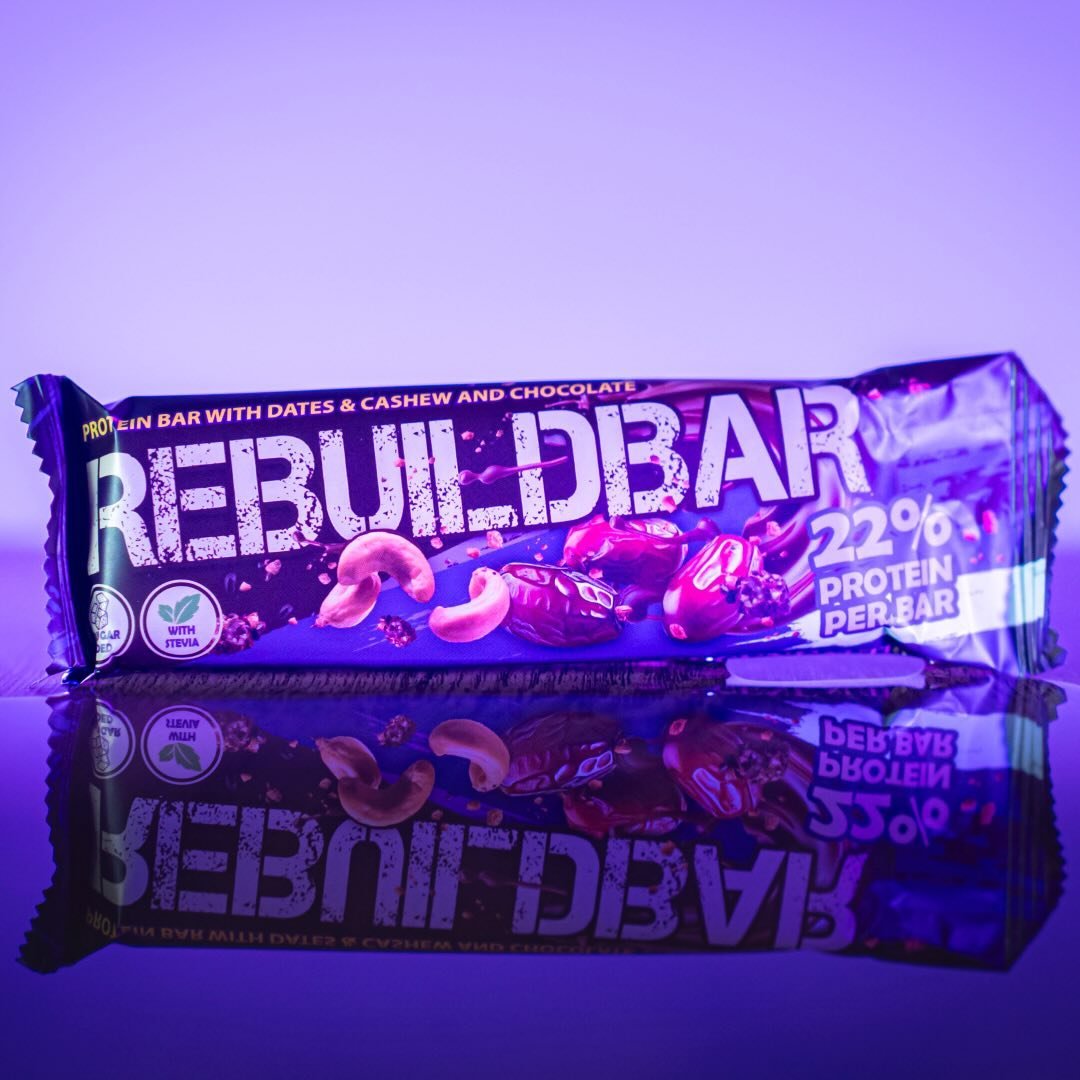 PROTEIN BAR WITH DATES & CASHEW AND CHOCOLATE
REBUILDBAR
22%
PROTEIN
PER BAR
WITH
STEVIA